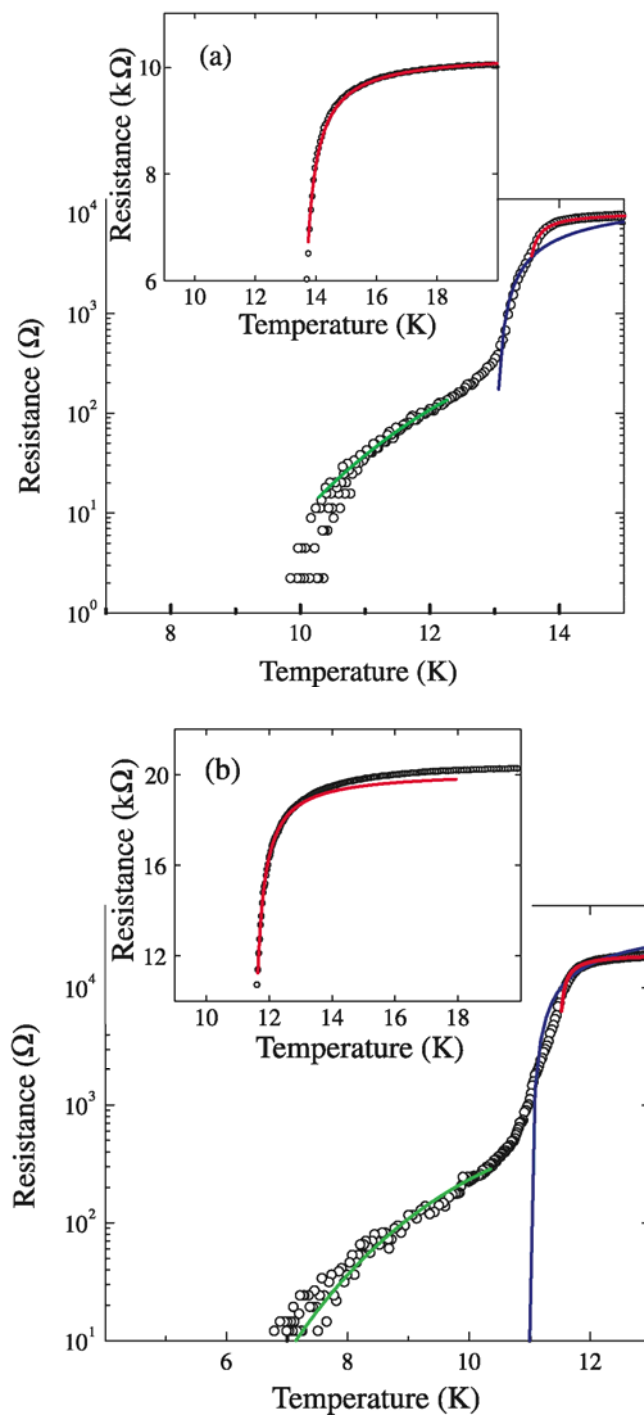 (a)
Resistance (kΩ)
10
8
6
10 12 14 16 18
Temperature (K)
Resistance (Ω)
10⁴
10³
10²
10¹
10⁰
8 10 12 14
Temperature (K)
(b)
Resistance (kΩ)
20
16
12
10 12 14 16 18
Temperature (K)
Resistance (Ω)
10⁴
10³
10²
10¹
6 8 10 12
Temperature (K)